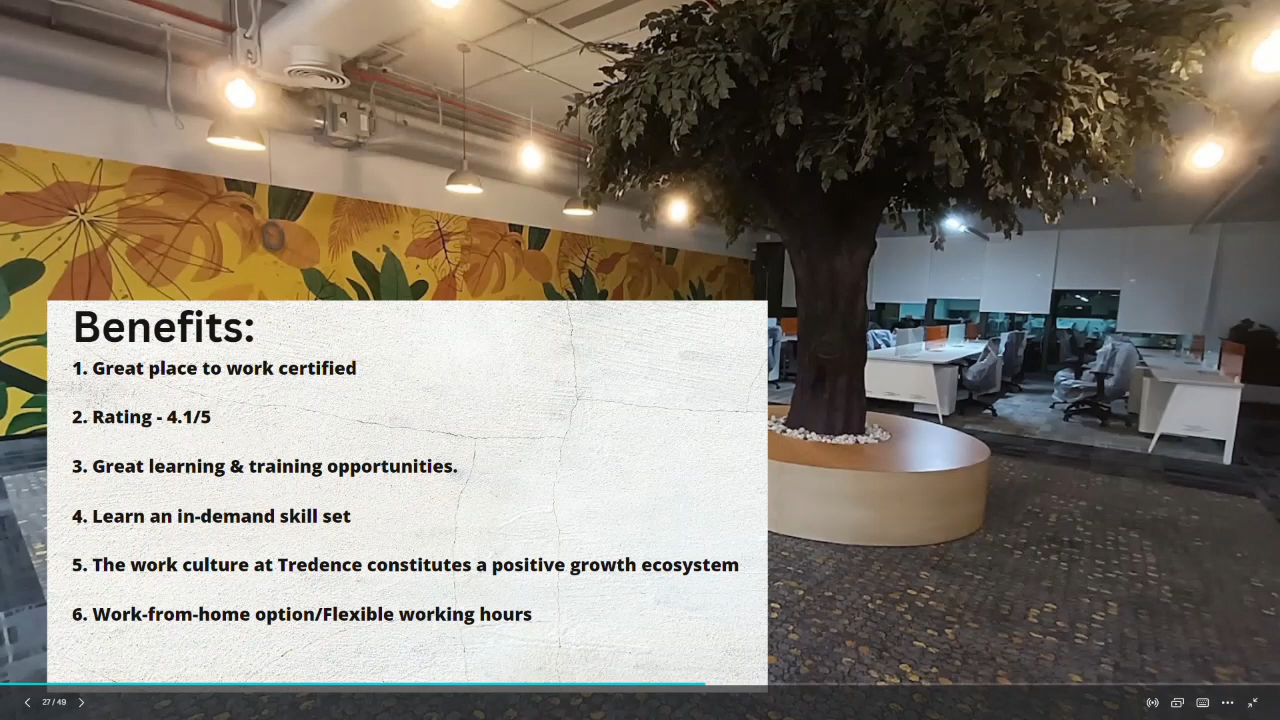 Benefits:
1. Great place to work certified
2. Rating - 4.1/5
3. Great learning & training opportunities.
4. Learn an in-demand skill set
5. The work culture at Tredence constitutes a positive growth ecosystem
6. Work-from-home option/Flexible working hours
27 / 49